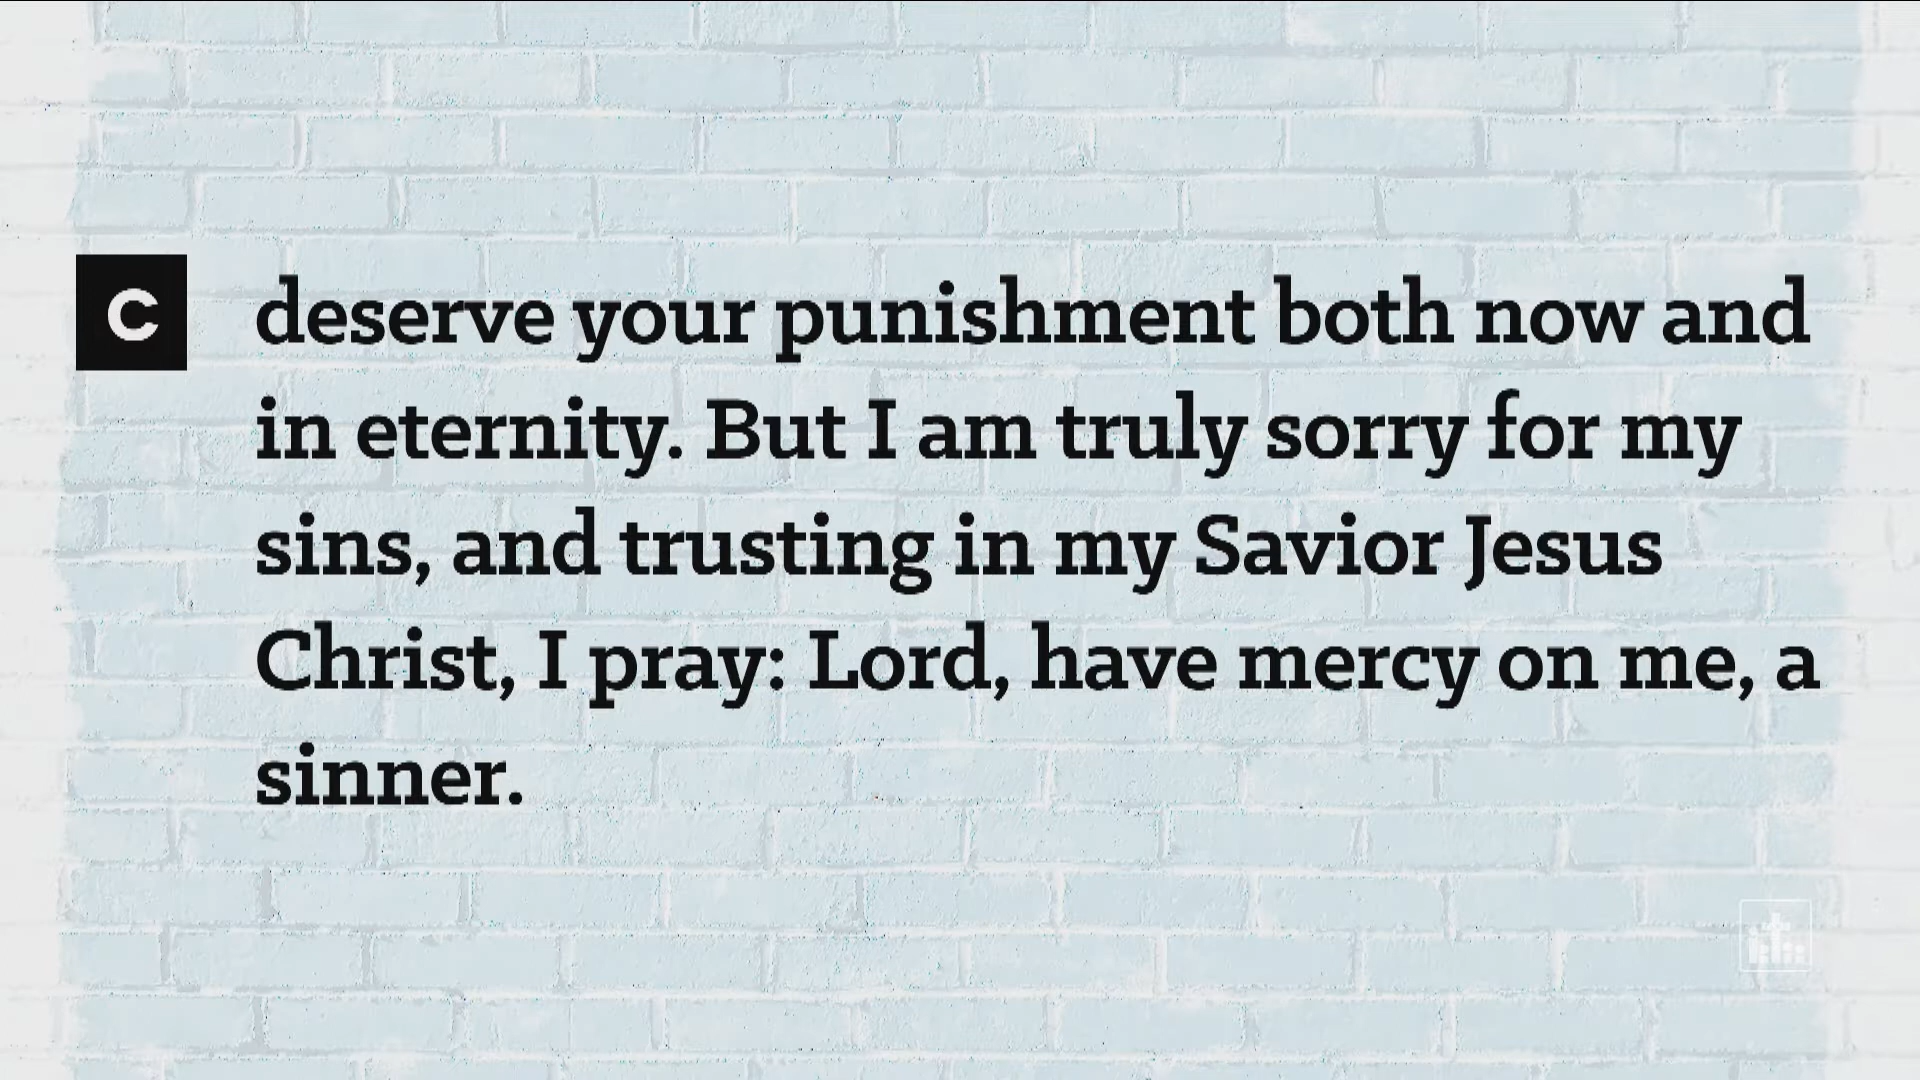 C
deserve your punishment both now and
in eternity. But I am truly sorry for my
sins, and trusting in my Savior Jesus
Christ, I pray: Lord, have mercy on me, a
sinner.